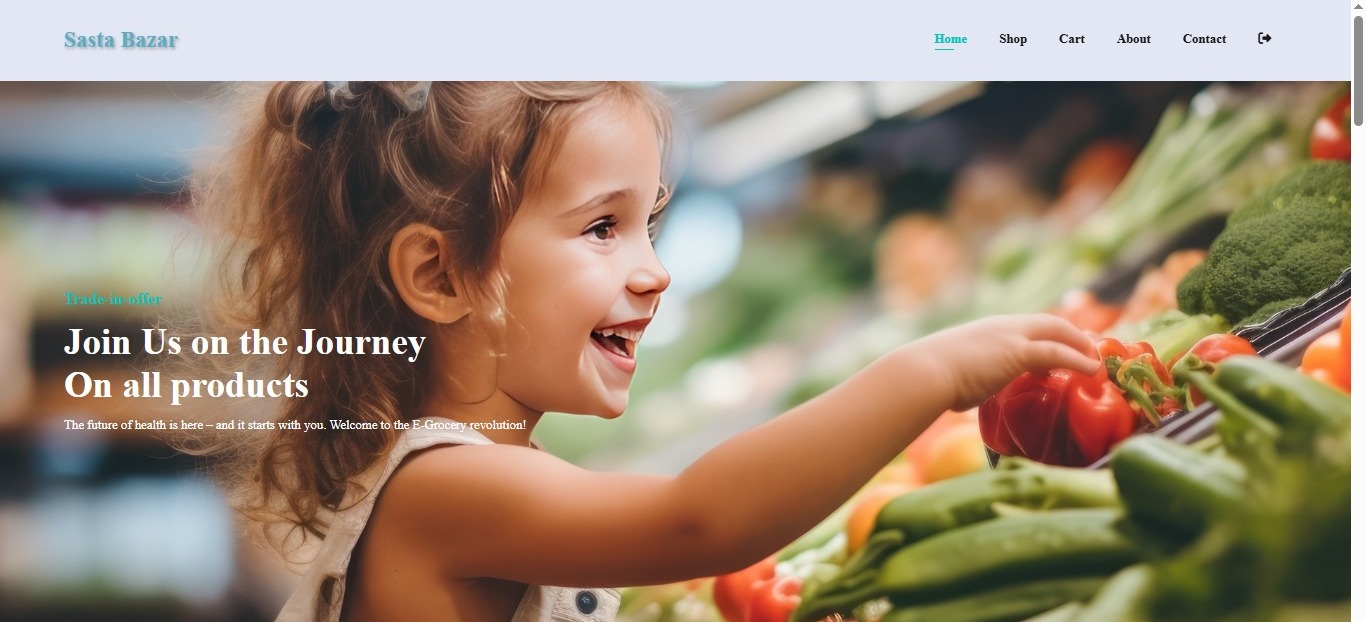 Sasta Bazar
Home Shop Cart About Contact
Trade-in-offer
Join Us on the Journey
On all products
The future of health is here – and it starts with you. Welcome to the E-Grocery revolution!